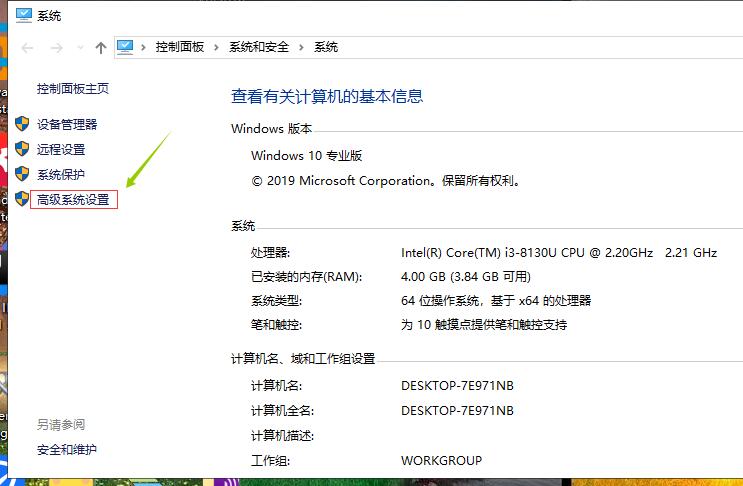 系统
控制面板 > 系统和安全 > 系统
控制面板主页
设备管理器
远程设置
系统保护
高级系统设置
查看有关计算机的基本信息
Windows 版本
Windows 10 专业版
© 2019 Microsoft Corporation。保留所有权利。
系统
处理器: Intel(R) Core(TM) i3-8130U CPU @ 2.20GHz 2.21 GHz
已安装的内存(RAM): 4.00 GB (3.84 GB 可用)
系统类型: 64 位操作系统, 基于 x64 的处理器
笔和触控: 为 10 触摸点提供笔和触控支持
计算机名、域和工作组设置
计算机名: DESKTOP-7E971NB
计算机全名: DESKTOP-7E971NB
计算机描述:
工作组: WORKGROUP
另请参阅
安全和维护